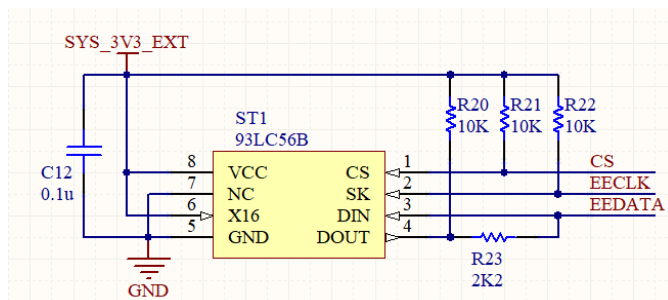 SYS_3V3_EXT
ST1
93LC56B
R20
10K
R21
10K
R22
10K
C12
0.1u
8 VCC CS 1
7 NC SK 2
6 X16 DIN 3
5 GND DOUT 4
CS
EECLK
EEDATA
R23
2K2
GND